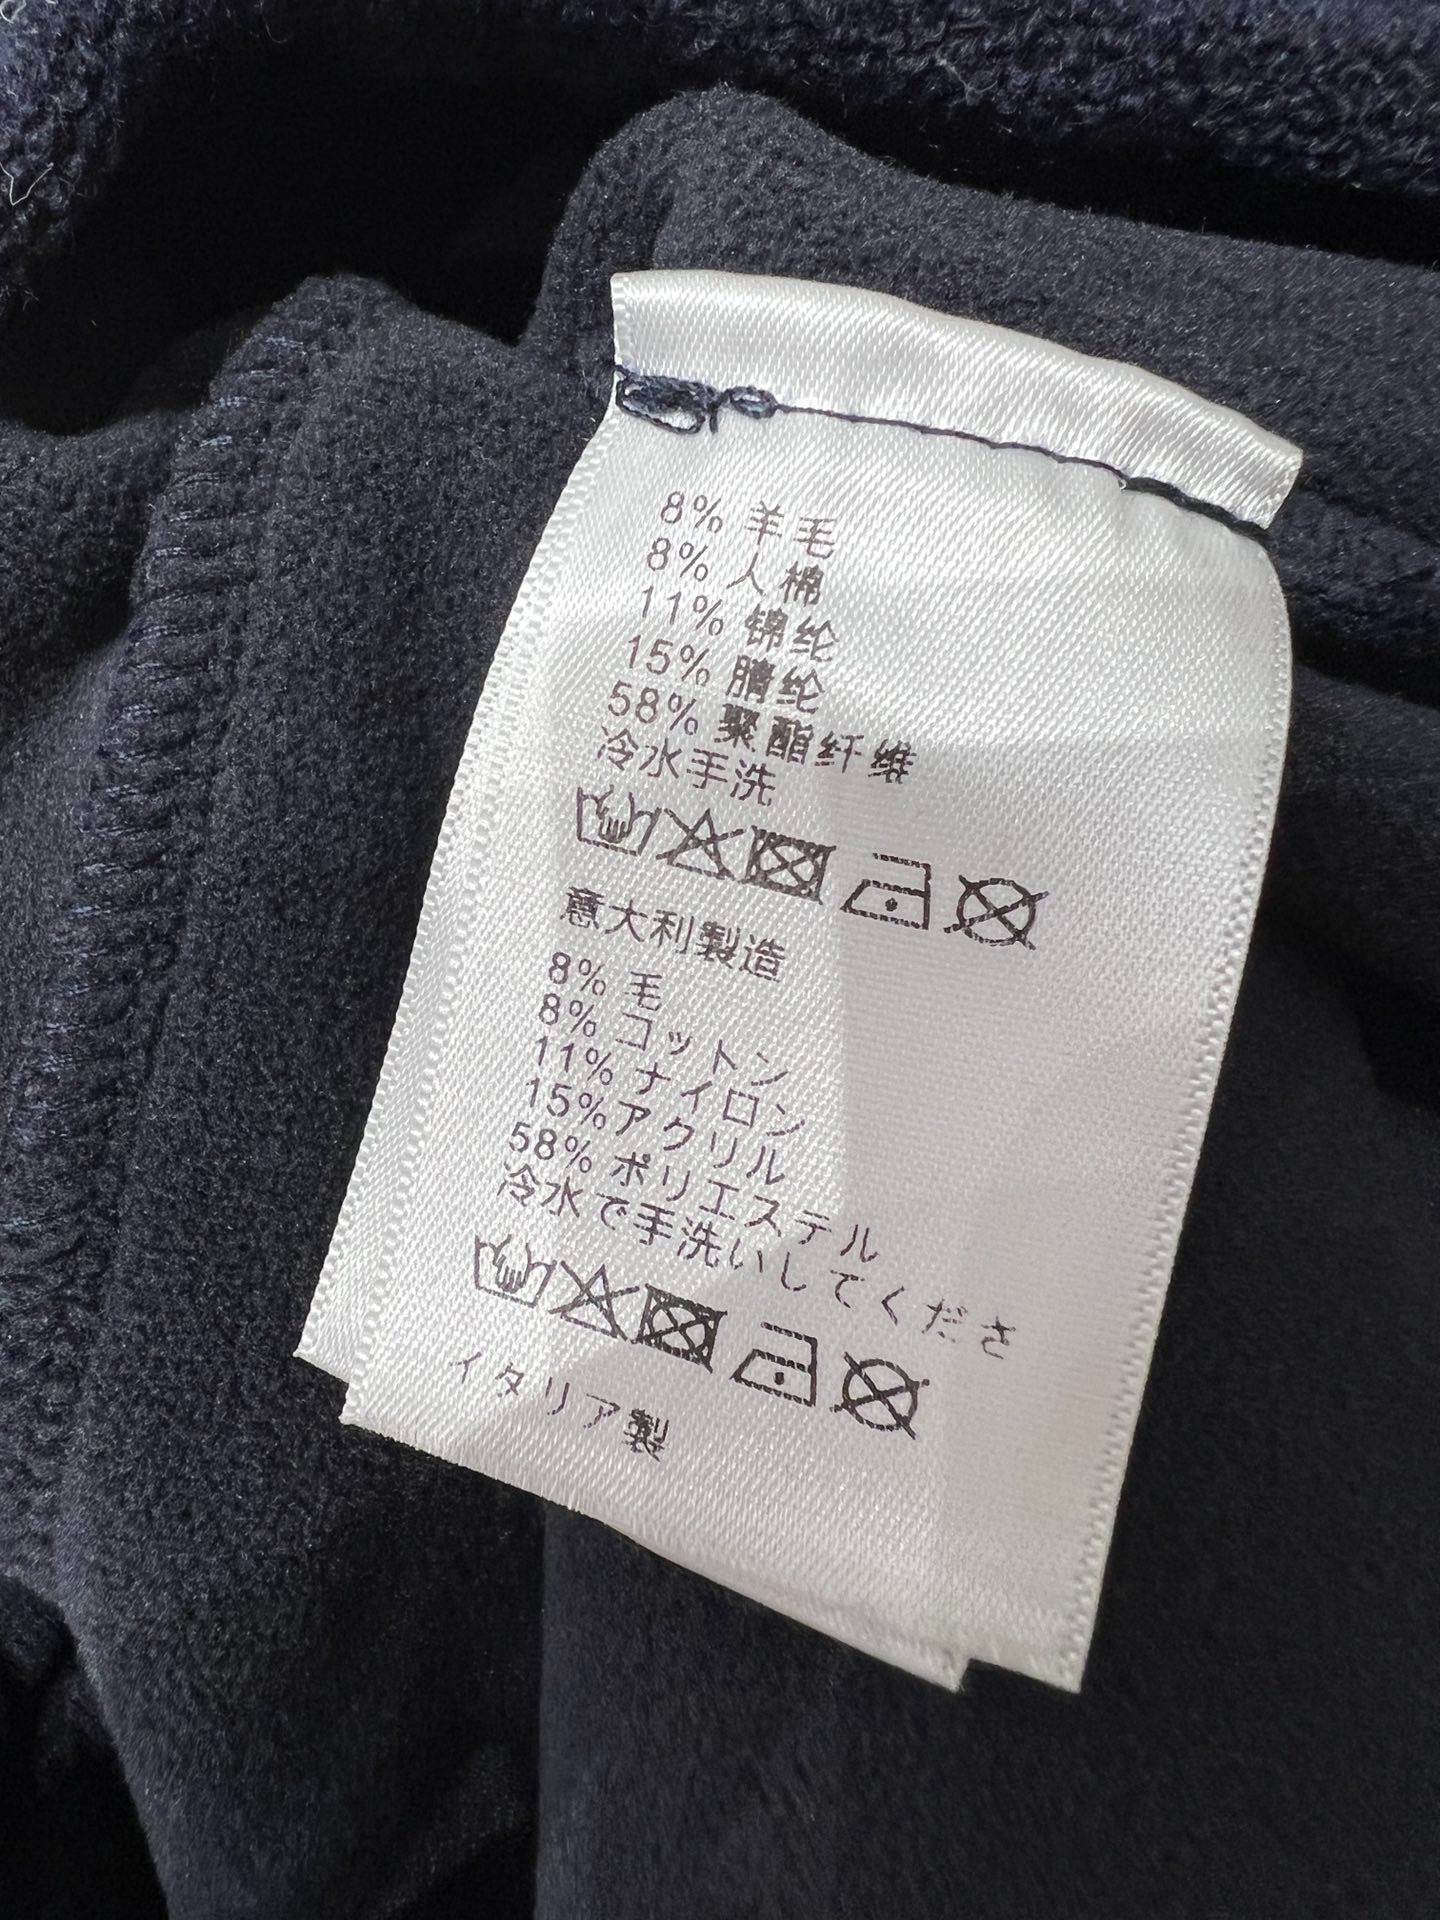 8% 羊毛
8% 人棉
11% 锦纶
15% 腈纶
58% 聚酯纤维
冷水手洗
意大利製造
8% 毛
8% コットン
11% ナイロン
15% アクリル
58% ポリエステル
冷水で手洗いしてくださ
イタリア製